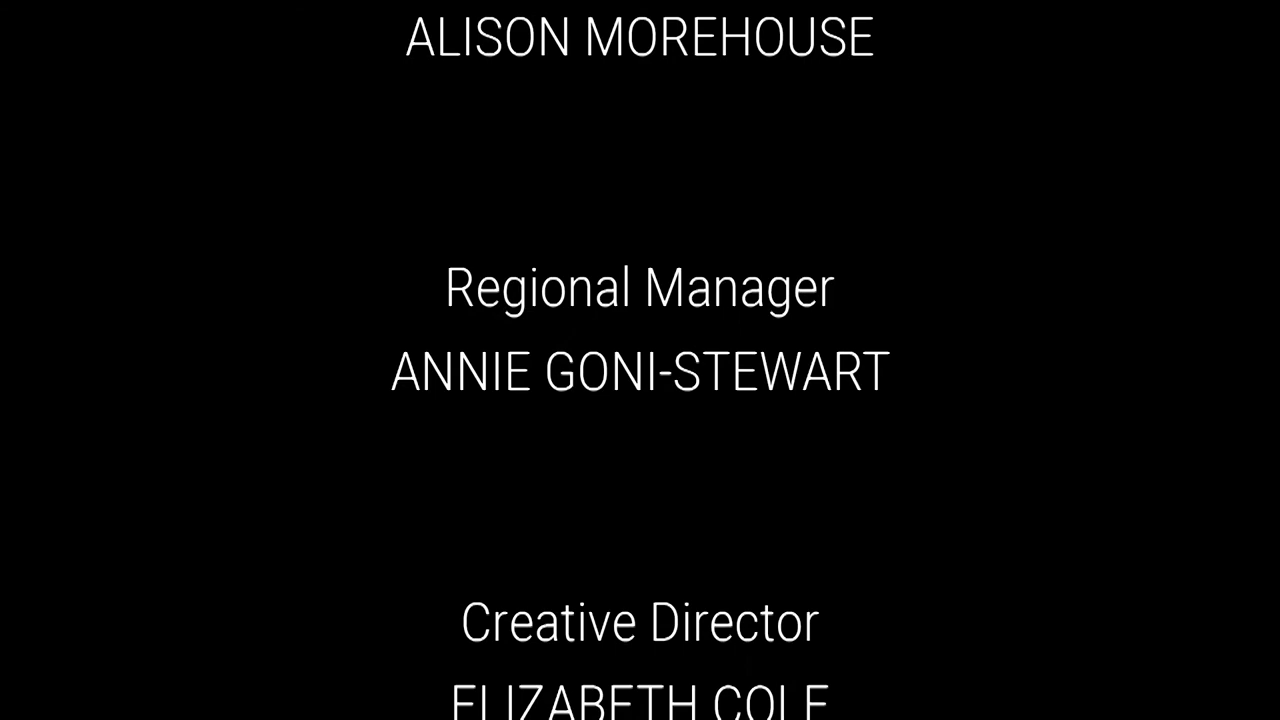 ALISON MOREHOUSE
Regional Manager
ANNIE GONI-STEWART
Creative Director
ELIZABETH COLE